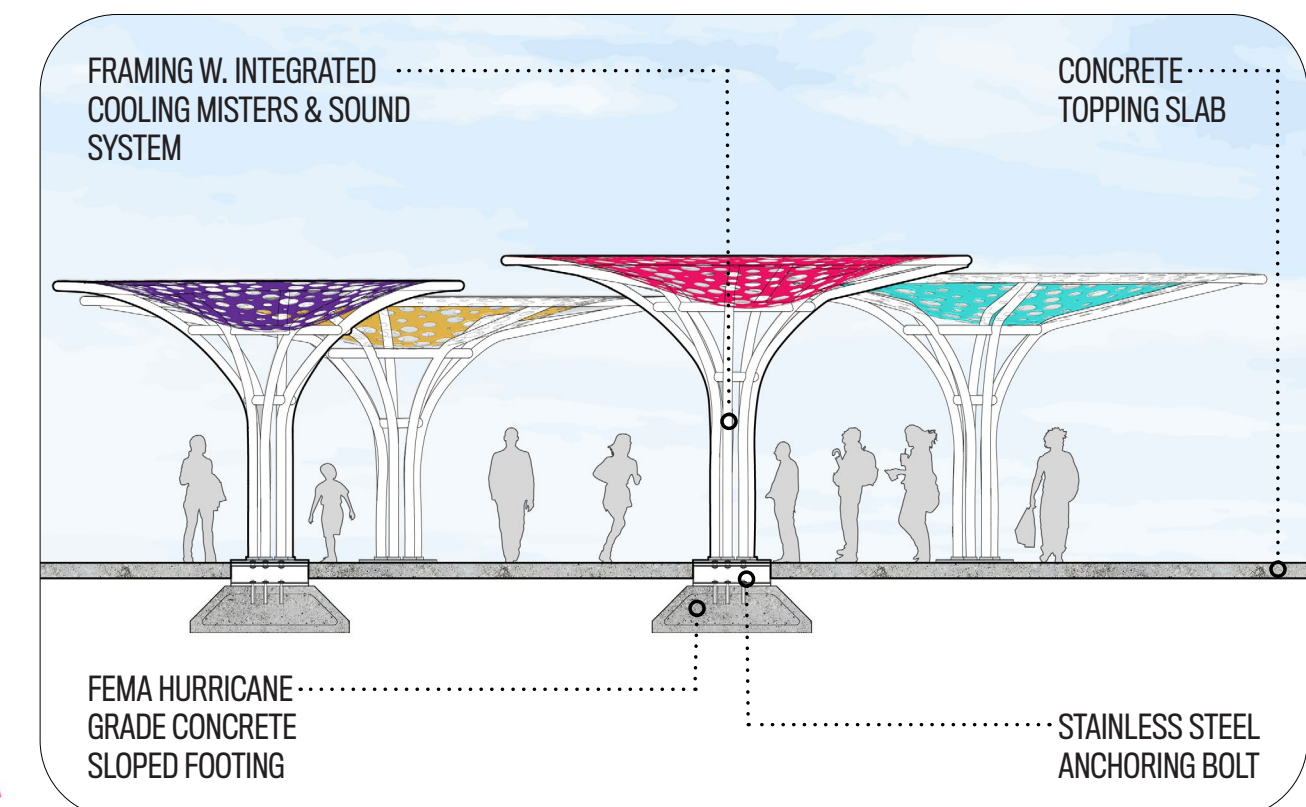 FRAMING W. INTEGRATED
COOLING MISTERS & SOUND
SYSTEM
CONCRETE
TOPPING SLAB
FEMA HURRICANE
GRADE CONCRETE
SLOPED FOOTING
STAINLESS STEEL
ANCHORING BOLT